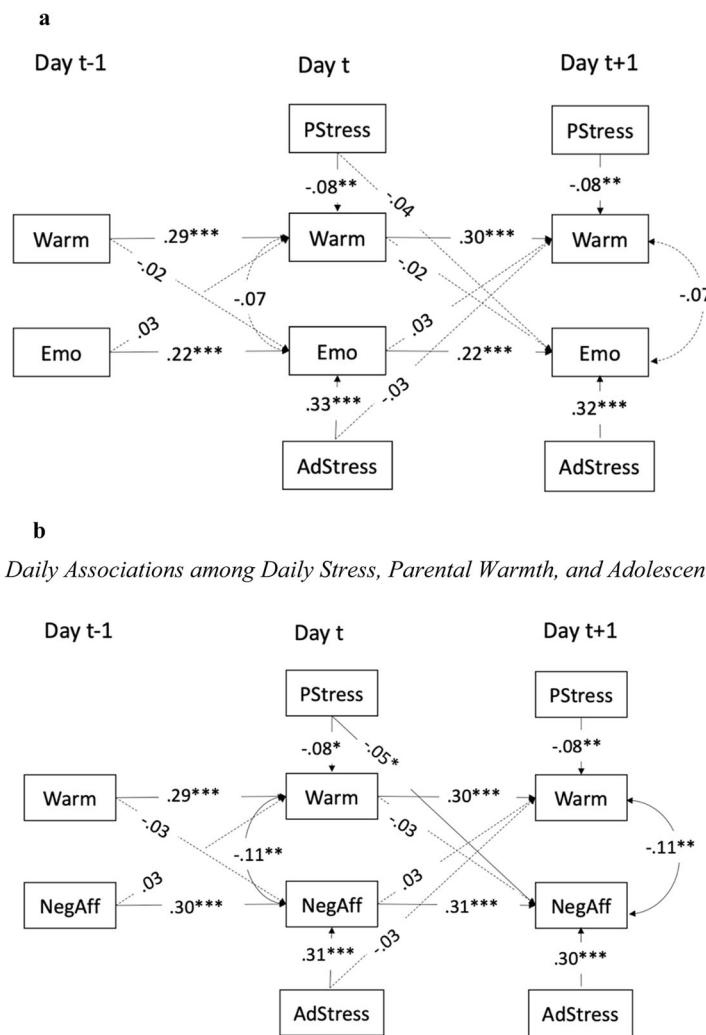 a
Day t-1 Day t Day t+1
PStress PStress
-.08** -.04 -.08**
Warm .29*** Warm .30*** Warm
-.02 -.07 -.02 -.07
.03 .03
Emo .22*** Emo .22*** Emo
.33*** -.03 .32***
AdStress AdStress
b
Daily Associations among Daily Stress, Parental Warmth, and Adolescen
Day t-1 Day t Day t+1
PStress PStress
-.08* -.05* -.08**
Warm .29*** Warm .30*** Warm
-.03 -.11** -.03 -.11**
.03 .03
NegAff .30*** NegAff .31*** NegAff
.31*** -.03 .30***
AdStress AdStress